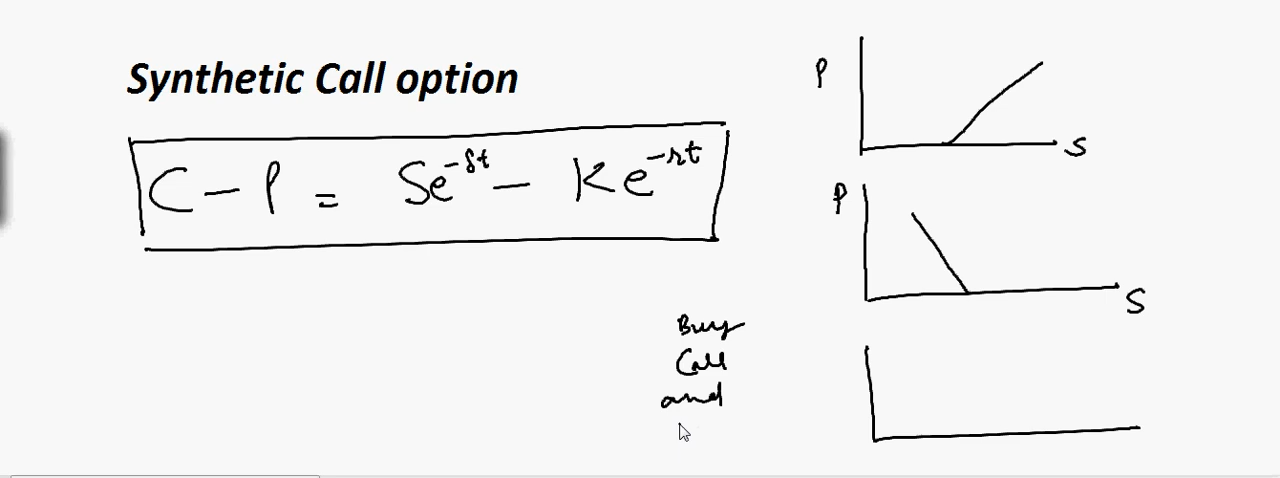 Synthetic Call option
C - P = Se^{-δt} - Ke^{-rt}
P
S
P
S
Buy
Call
and